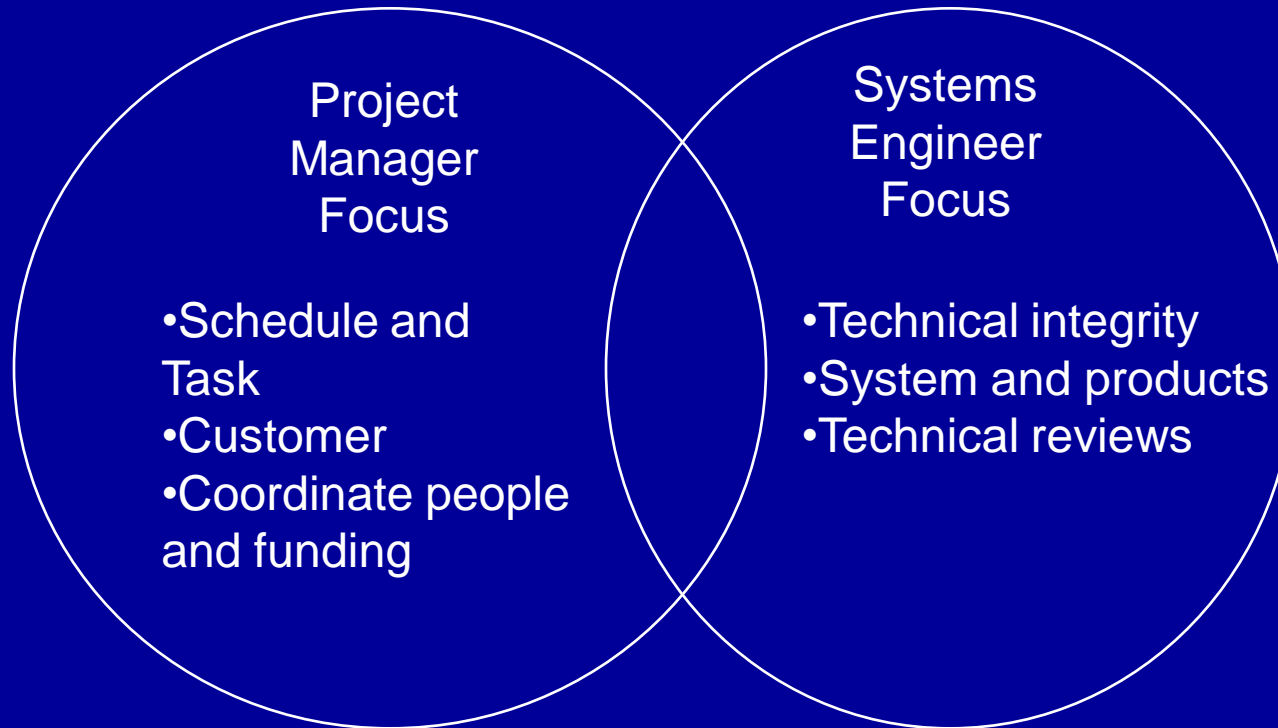 Project
Manager
Focus
•Schedule and
Task
•Customer
•Coordinate people
and funding
Systems
Engineer
Focus
•Technical integrity
•System and products
•Technical reviews